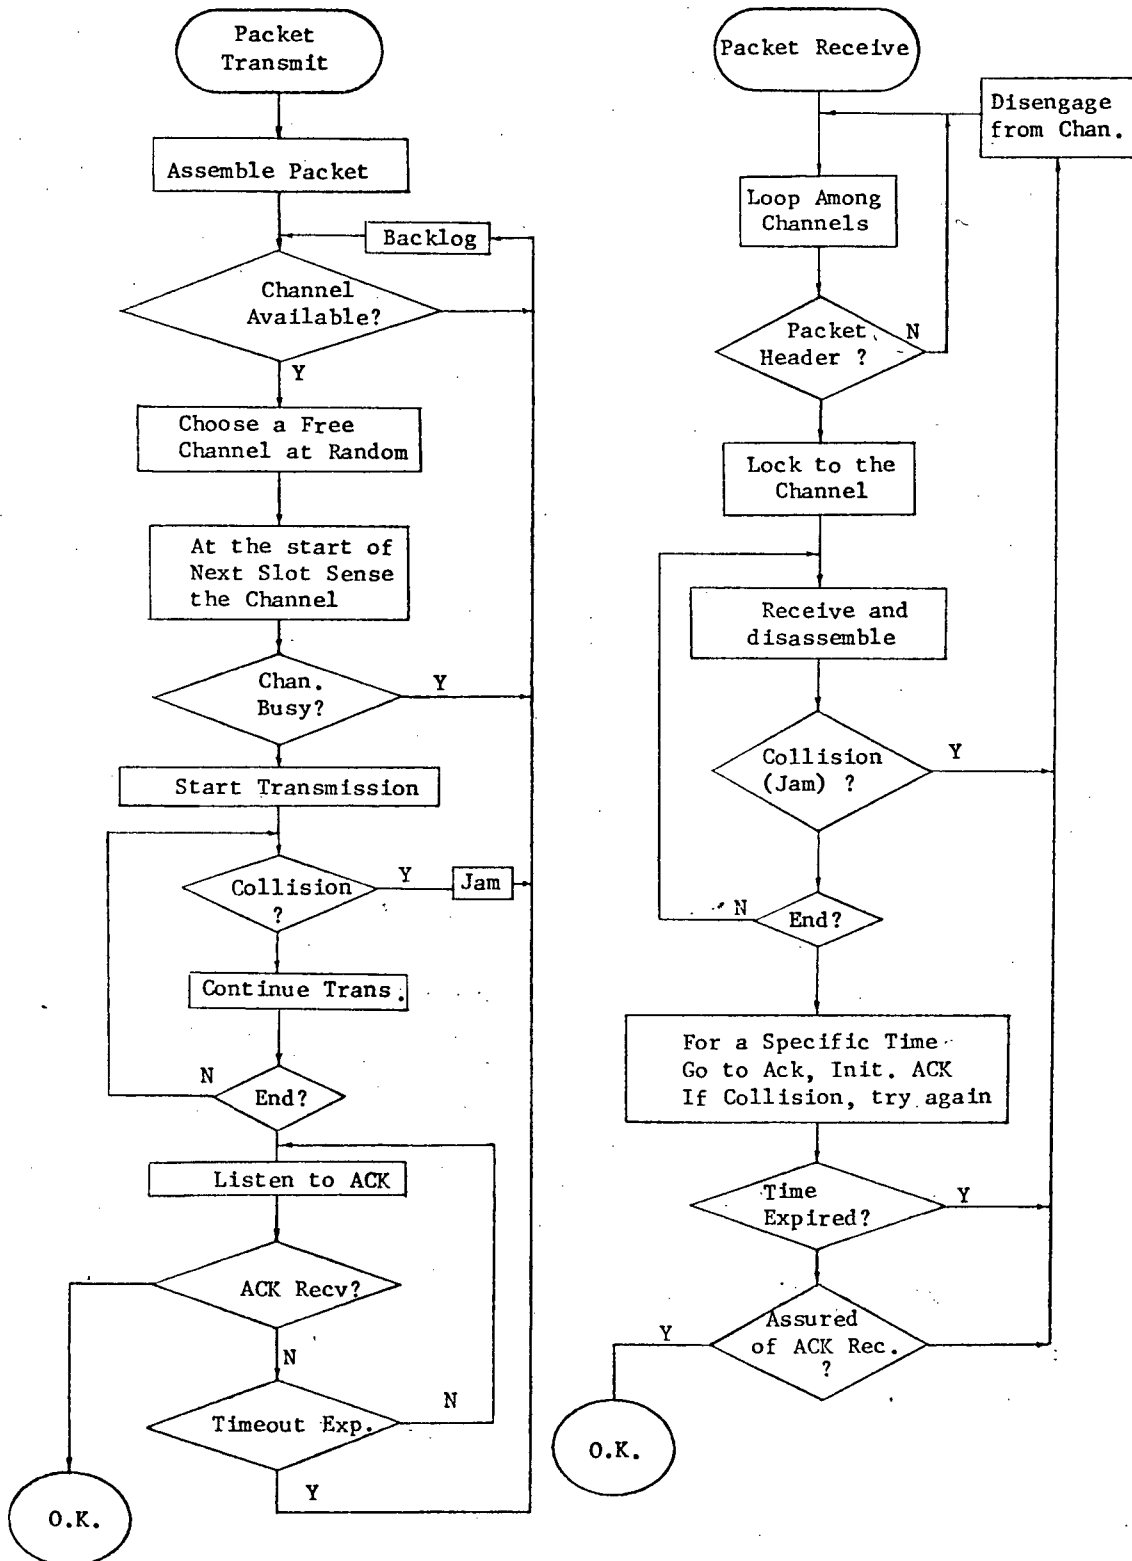 Packet
Transmit
Assemble Packet
Backlog
Channel
Available?
Y
Choose a Free
Channel at Random
At the start of
Next Slot Sense
the Channel
Chan.
Busy?
Y
Start Transmission
Collision
?
Y
Jam
Continue Trans.
N
End?
Listen to ACK
ACK Recv?
N
Timeout Exp.
N
Y
O.K.
Packet Receive
Disengage
from Chan.
Loop Among
Channels
Packet
Header ?
N
Lock to the
Channel
Receive and
disassemble
Collision
(Jam) ?
Y
N
End?
For a Specific Time
Go to Ack, Init. ACK
If Collision, try again
Time
Expired?
Y
Assured
of ACK Rec.
?
Y
O.K.